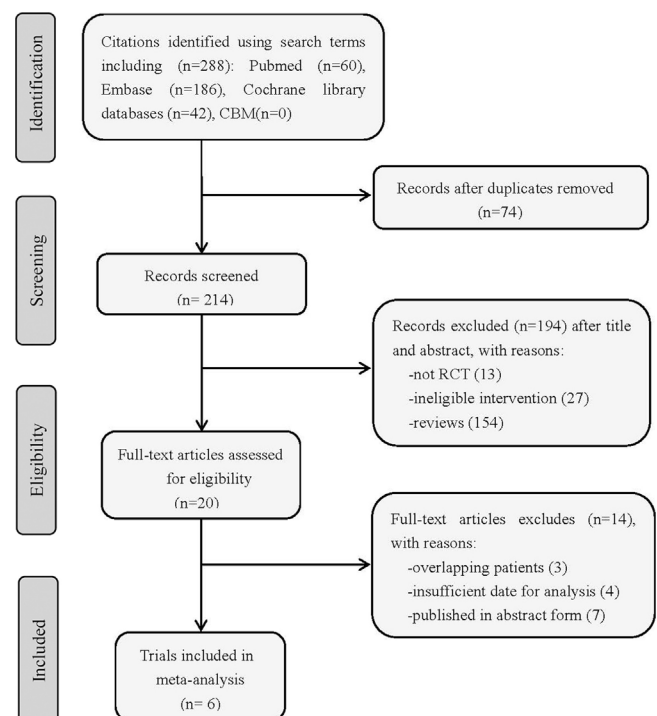 Identification
Citations identified using search terms
including (n=288): Pubmed (n=60),
Embase (n=186), Cochrane library
databases (n=42), CBM(n=0)
Records after duplicates removed
(n=74)
Screening
Records screened
(n= 214)
Records excluded (n=194) after title
and abstract, with reasons:
-not RCT (13)
-ineligible intervention (27)
-reviews (154)
Eligibility
Full-text articles assessed
for eligibility
(n=20)
Full-text articles excludes (n=14),
with reasons:
-overlapping patients (3)
-insufficient date for analysis (4)
-published in abstract form (7)
Included
Trials included in
meta-analysis
(n= 6)